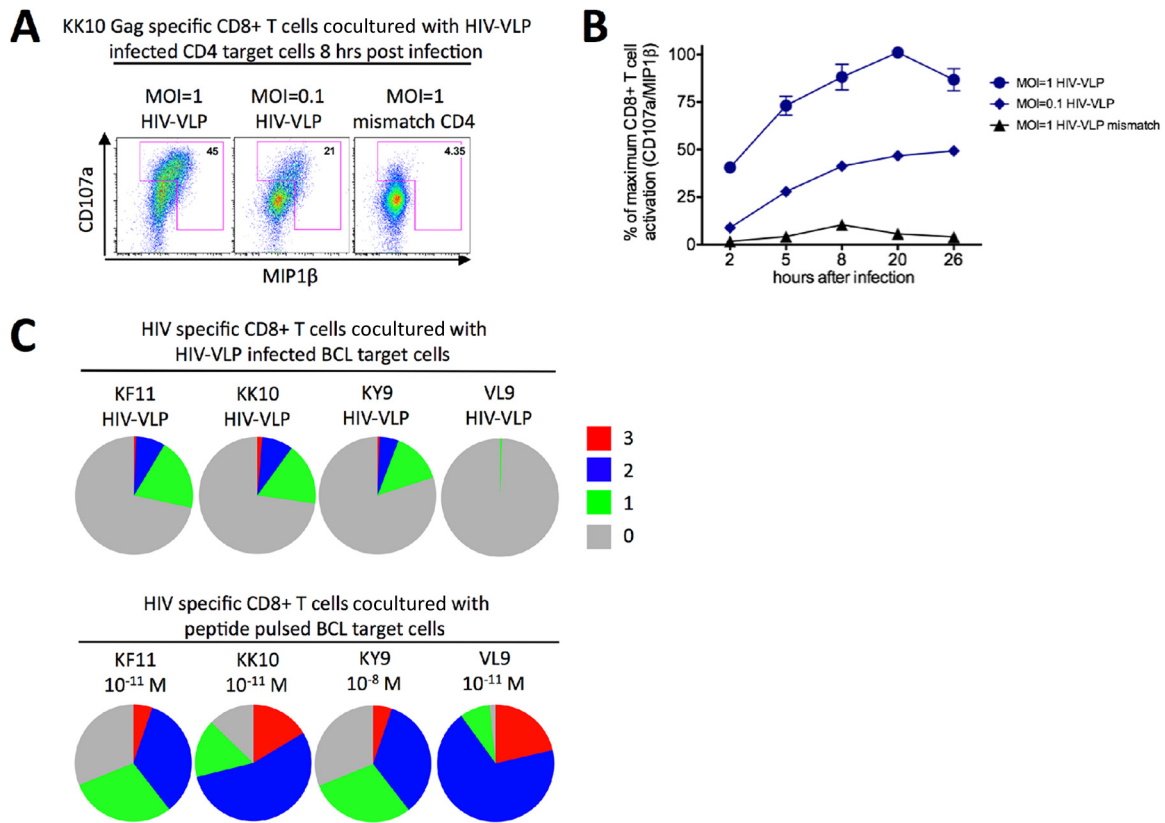 A
KK10 Gag specific CD8+ T cells cocultured with HIV-VLP
infected CD4 target cells 8 hrs post infection
MOI=1
HIV-VLP
MOI=0.1
HIV-VLP
MOI=1
mismatch CD4
45
21
4.35
CD107a
MIP1β
B
% of maximum CD8+ T cell
activation (CD107a/MIP1β)
100
75
50
25
0
2
5
8
20
26
hours after infection
MOI=1 HIV-VLP
MOI=0.1 HIV-VLP
MOI=1 HIV-VLP mismatch
C
HIV specific CD8+ T cells cocultured with
HIV-VLP infected BCL target cells
KF11
HIV-VLP
KK10
HIV-VLP
KY9
HIV-VLP
VL9
HIV-VLP
3
2
1
0
HIV specific CD8+ T cells cocultured with
peptide pulsed BCL target cells
KF11
10⁻¹¹ M
KK10
10⁻¹¹ M
KY9
10⁻⁸ M
VL9
10⁻¹¹ M